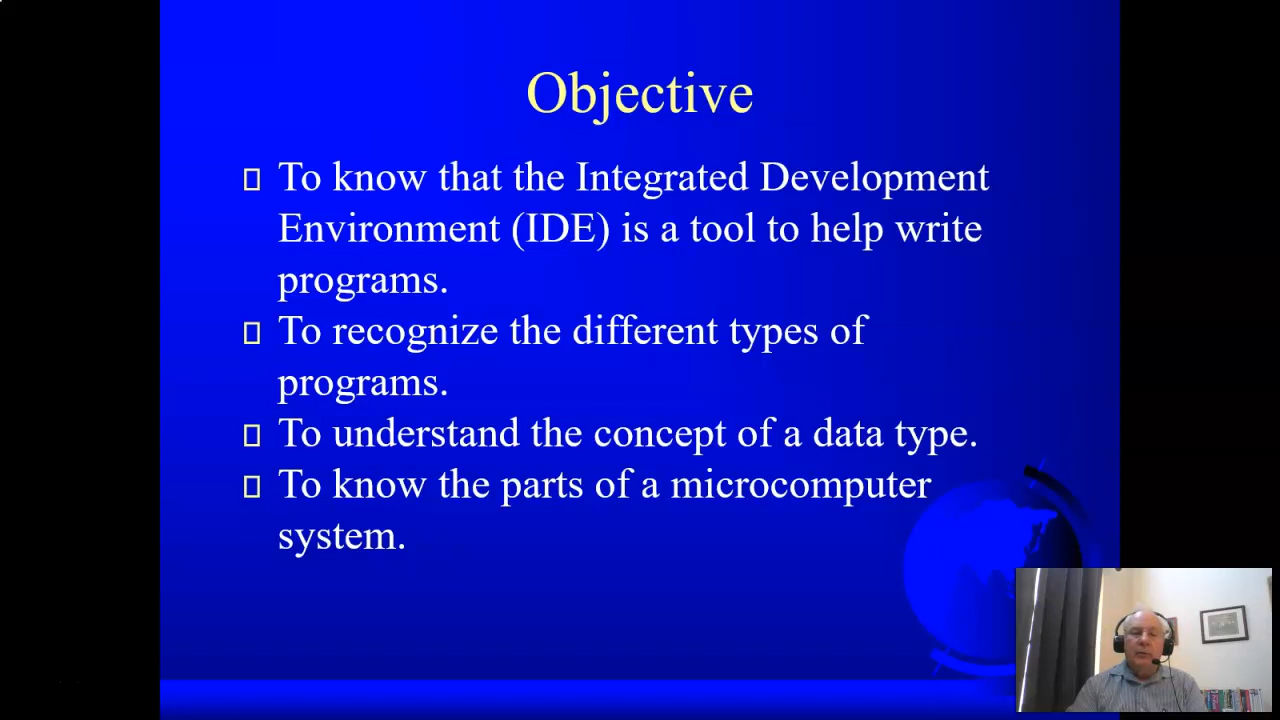 Objective
To know that the Integrated Development
Environment (IDE) is a tool to help write
programs.
To recognize the different types of
programs.
To understand the concept of a data type.
To know the parts of a microcomputer
system.